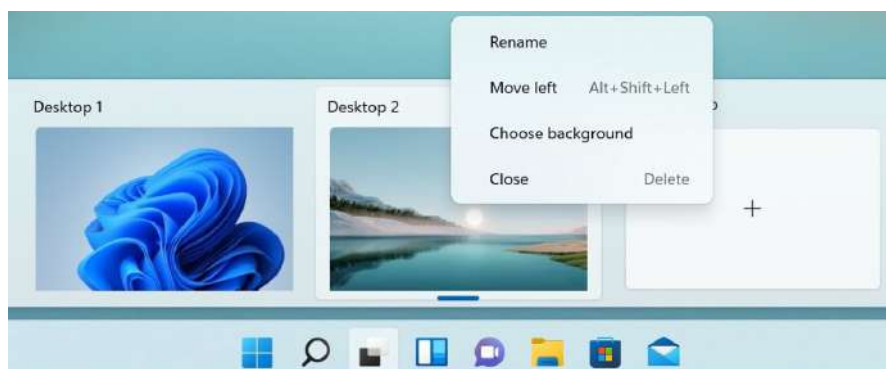 Rename
Move left Alt+Shift+Left
Desktop 1
Desktop 2
Choose background
Close Delete